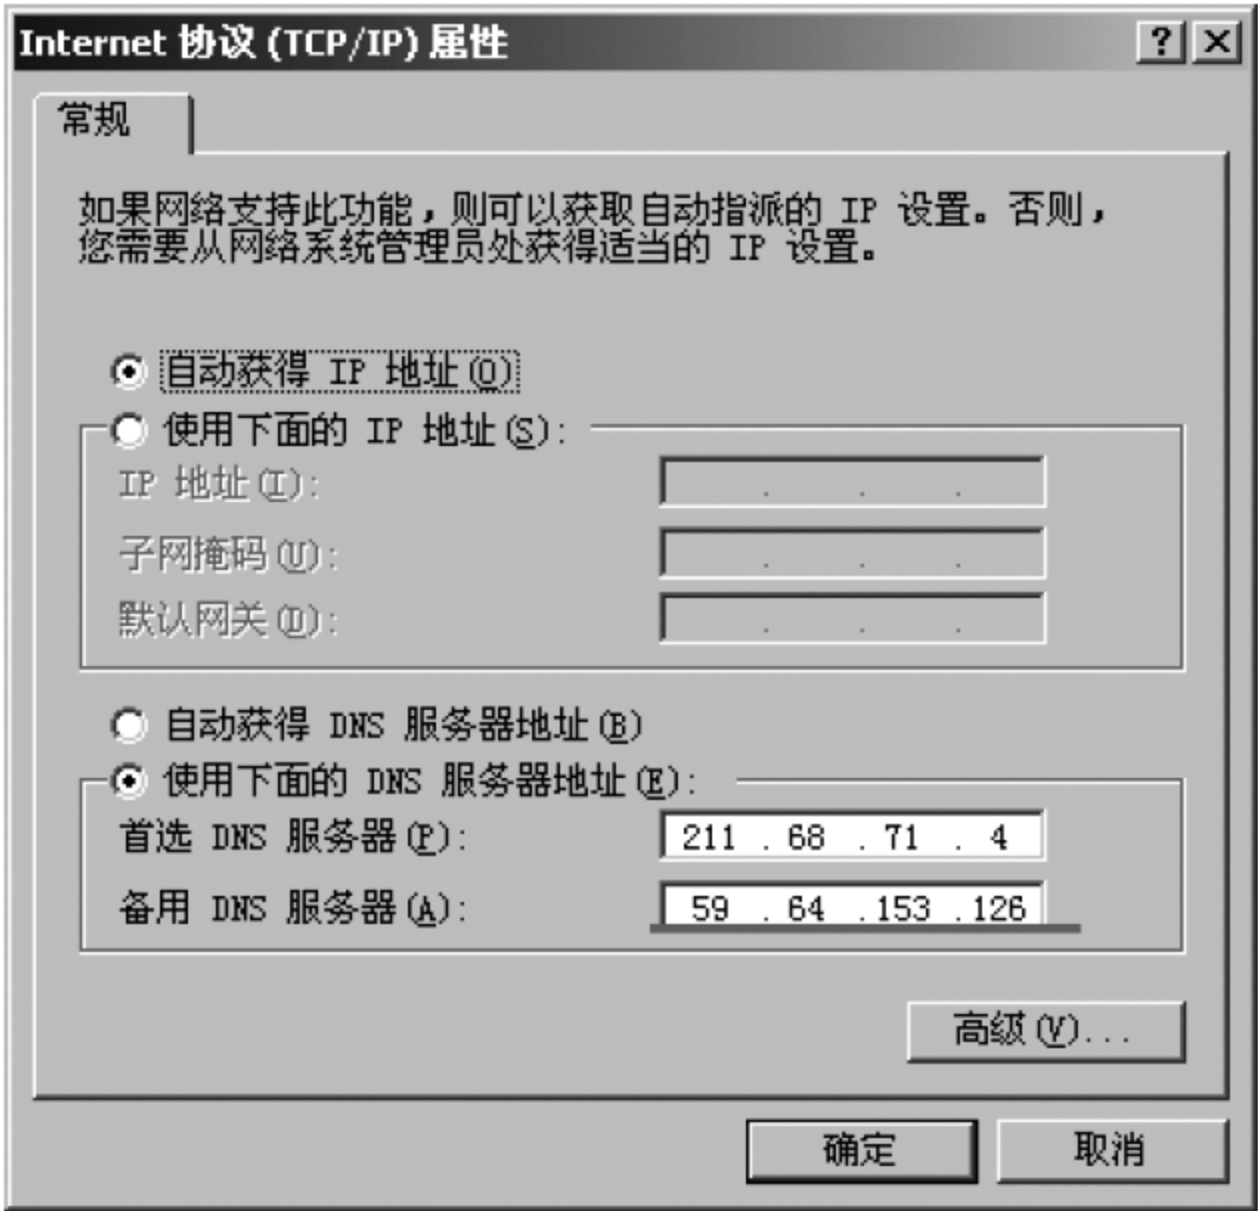 Internet 协议 (TCP/IP) 属性
常规
如果网络支持此功能，则可以获取自动指派的 IP 设置。否则，
您需要从网络系统管理员处获得适当的 IP 设置。
自动获得 IP 地址(O)
使用下面的 IP 地址(S):
IP 地址(I):
子网掩码(U):
默认网关(D):
自动获得 DNS 服务器地址(B)
使用下面的 DNS 服务器地址(E):
首选 DNS 服务器(P): 211 . 68 . 71 . 4
备用 DNS 服务器(A): 59 . 64 .153 .126
高级(V)...
确定 取消